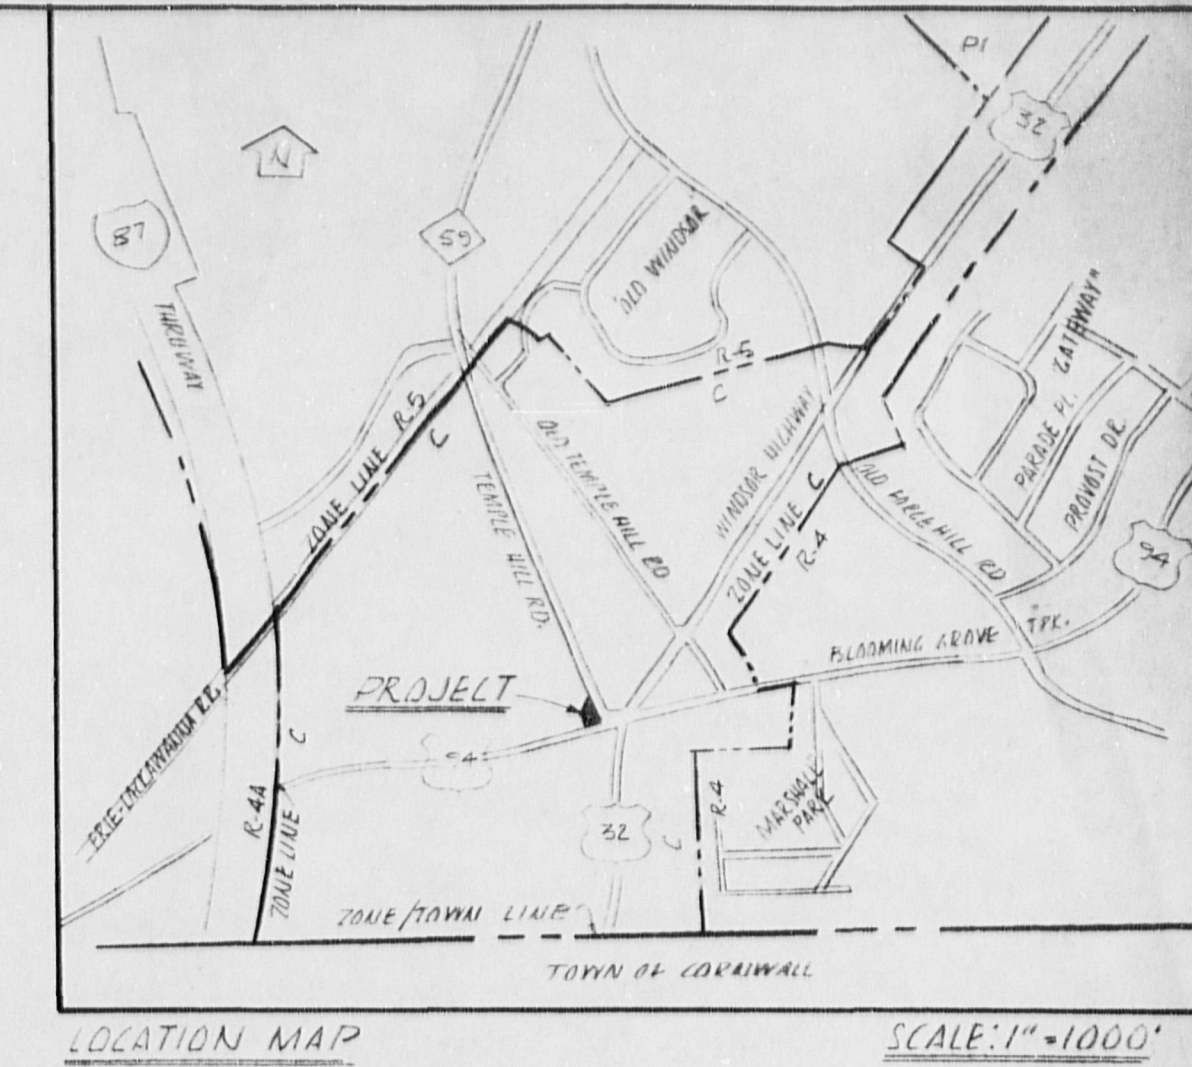 PI
32
N
87
59
"OLD WINDSOR"
THRUWAY
GATEWAY"
R-5
C
ZONE LINE R-5
C
PARADE PL.
PROVOST DR.
OLD TEMPLE HILL RD
WINDSOR HIGHWAY
TEMPLE HILL RD.
ZONE LINE C
R-4
OLD FORGE HILL RD
94
BLOOMING GROVE TPK.
PROJECT
ERIE-LACKAWANNA R.R.
C
94
R-4A
ZONE LINE
32
C
R-4
MARSHALL
PARK
ZONE/TOWN LINE
TOWN OF CORNWALL
LOCATION MAP
SCALE: 1" = 1000'